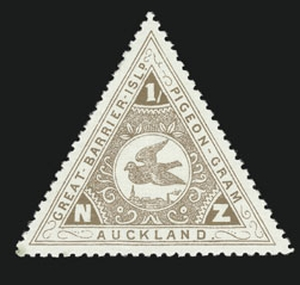 GREAT·BARRIER·ISLD
PIGEON-GRAM
1/
N Z
AUCKLAND